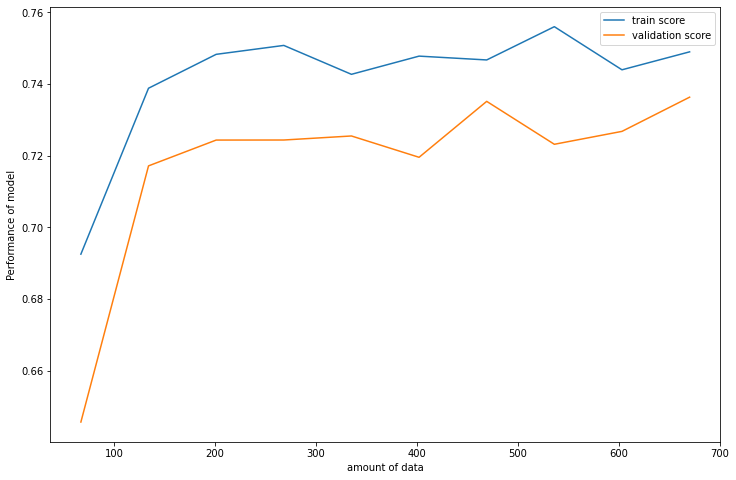 0.76
0.74
0.72
0.70
0.68
0.66
Performance of model
train score
validation score
100 200 300 400 500 600 700
amount of data